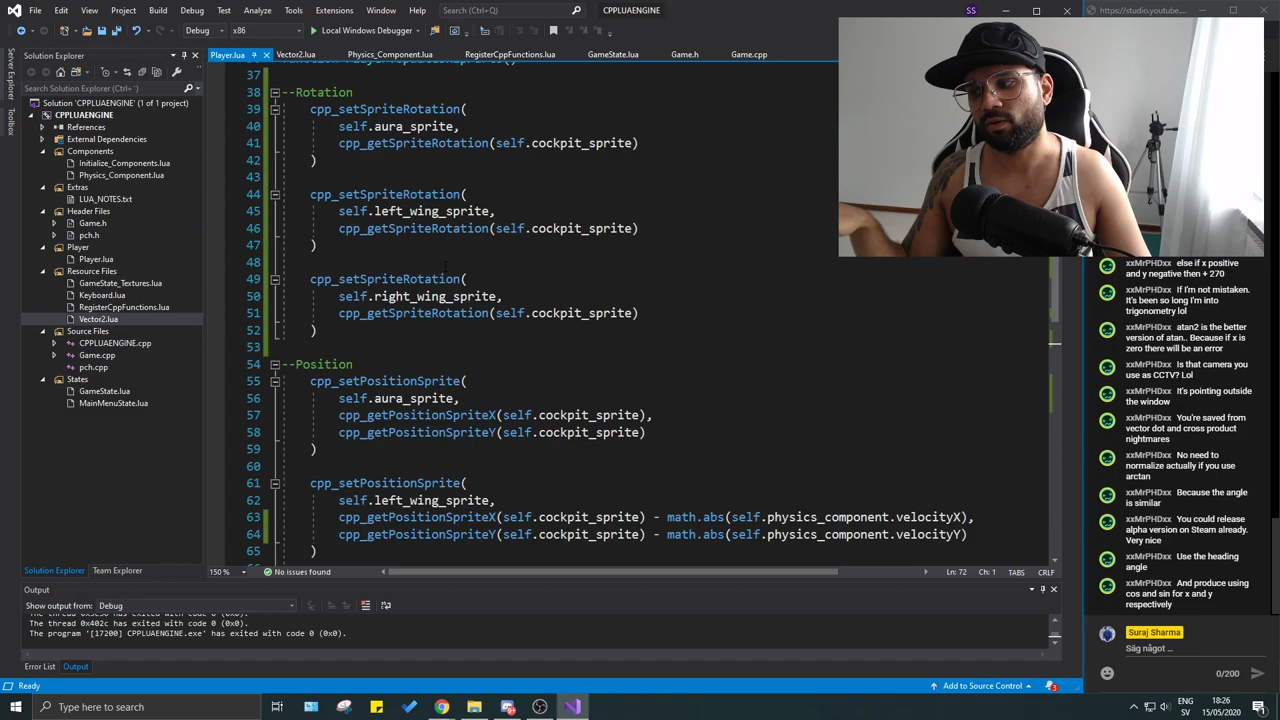 File Edit View Project Build Debug Test Analyze Tools Extensions Window Help Search (Ctrl+Q) CPPLUAENGINE SS
https://studio.youtube...
Debug x86 Local Windows Debugger
Server Explorer
Toolbox
Solution Explorer
Search Solution Explorer (Ctrl+')
Solution 'CPPLUAENGINE' (1 of 1 project)
CPPLUAENGINE
References
External Dependencies
Components
Initialize_Components.lua
Physics_Component.lua
Extras
LUA_NOTES.txt
Header Files
Game.h
pch.h
Player
Player.lua
Resource Files
GameState_Textures.lua
Keyboard.lua
RegisterCppFunctions.lua
Vector2.lua
Source Files
CPPLUAENGINE.cpp
Game.cpp
pch.cpp
States
GameState.lua
MainMenuState.lua
Solution Explorer Team Explorer
Player.lua Vector2.lua Physics_Component.lua RegisterCppFunctions.lua GameState.lua Game.h Game.cpp
37
38 --Rotation
39 cpp_setSpriteRotation(
40 self.aura_sprite,
41 cpp_getSpriteRotation(self.cockpit_sprite)
42 )
43
44 cpp_setSpriteRotation(
45 self.left_wing_sprite,
46 cpp_getSpriteRotation(self.cockpit_sprite)
47 )
48
49 cpp_setSpriteRotation(
50 self.right_wing_sprite,
51 cpp_getSpriteRotation(self.cockpit_sprite)
52 )
53
54 --Position
55 cpp_setPositionSprite(
56 self.aura_sprite,
57 cpp_getPositionSpriteX(self.cockpit_sprite),
58 cpp_getPositionSpriteY(self.cockpit_sprite)
59 )
60
61 cpp_setPositionSprite(
62 self.left_wing_sprite,
63 cpp_getPositionSpriteX(self.cockpit_sprite) - math.abs(self.physics_component.velocityX),
64 cpp_getPositionSpriteY(self.cockpit_sprite) - math.abs(self.physics_component.velocityY)
65 )
150 % No issues found Ln: 72 Ch: 1 TABS CRLF
Output
Show output from: Debug
The thread 0x402c has exited with code 0 (0x0).
The program '[17200] CPPLUAENGINE.exe' has exited with code 0 (0x0).
Error List Output
Ready Add to Source Control 3
xxMrPHDxx else if x positive
and y negative then + 270
xxMrPHDxx If I'm not mistaken.
It's been so long I'm into
trigonometry lol
xxMrPHDxx atan2 is the better
version of atan.. Because if x is
zero there will be an error
xxMrPHDxx Is that camera you
use as CCTV? Lol
xxMrPHDxx It's pointing outside
the window
xxMrPHDxx You're saved from
vector dot and cross product
nightmares
xxMrPHDxx No need to
normalize actually if you use
arctan
xxMrPHDxx Because the angle
is similar
xxMrPHDxx You could release
alpha version on Steam already.
Very nice
xxMrPHDxx Use the heading
angle
xxMrPHDxx And produce using
cos and sin for x and y
respectively
Suraj Sharma
Säg något ...
0/200
Type here to search
ENG
SV
18:26
15/05/2020